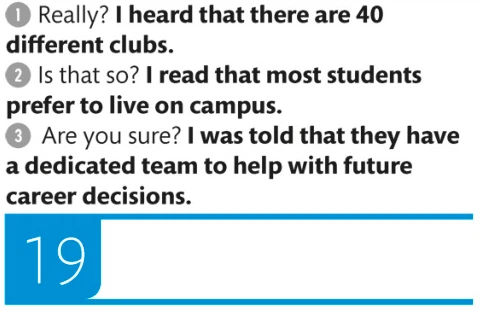 1 Really? I heard that there are 40
different clubs.
2 Is that so? I read that most students
prefer to live on campus.
3 Are you sure? I was told that they have
a dedicated team to help with future
career decisions.
19